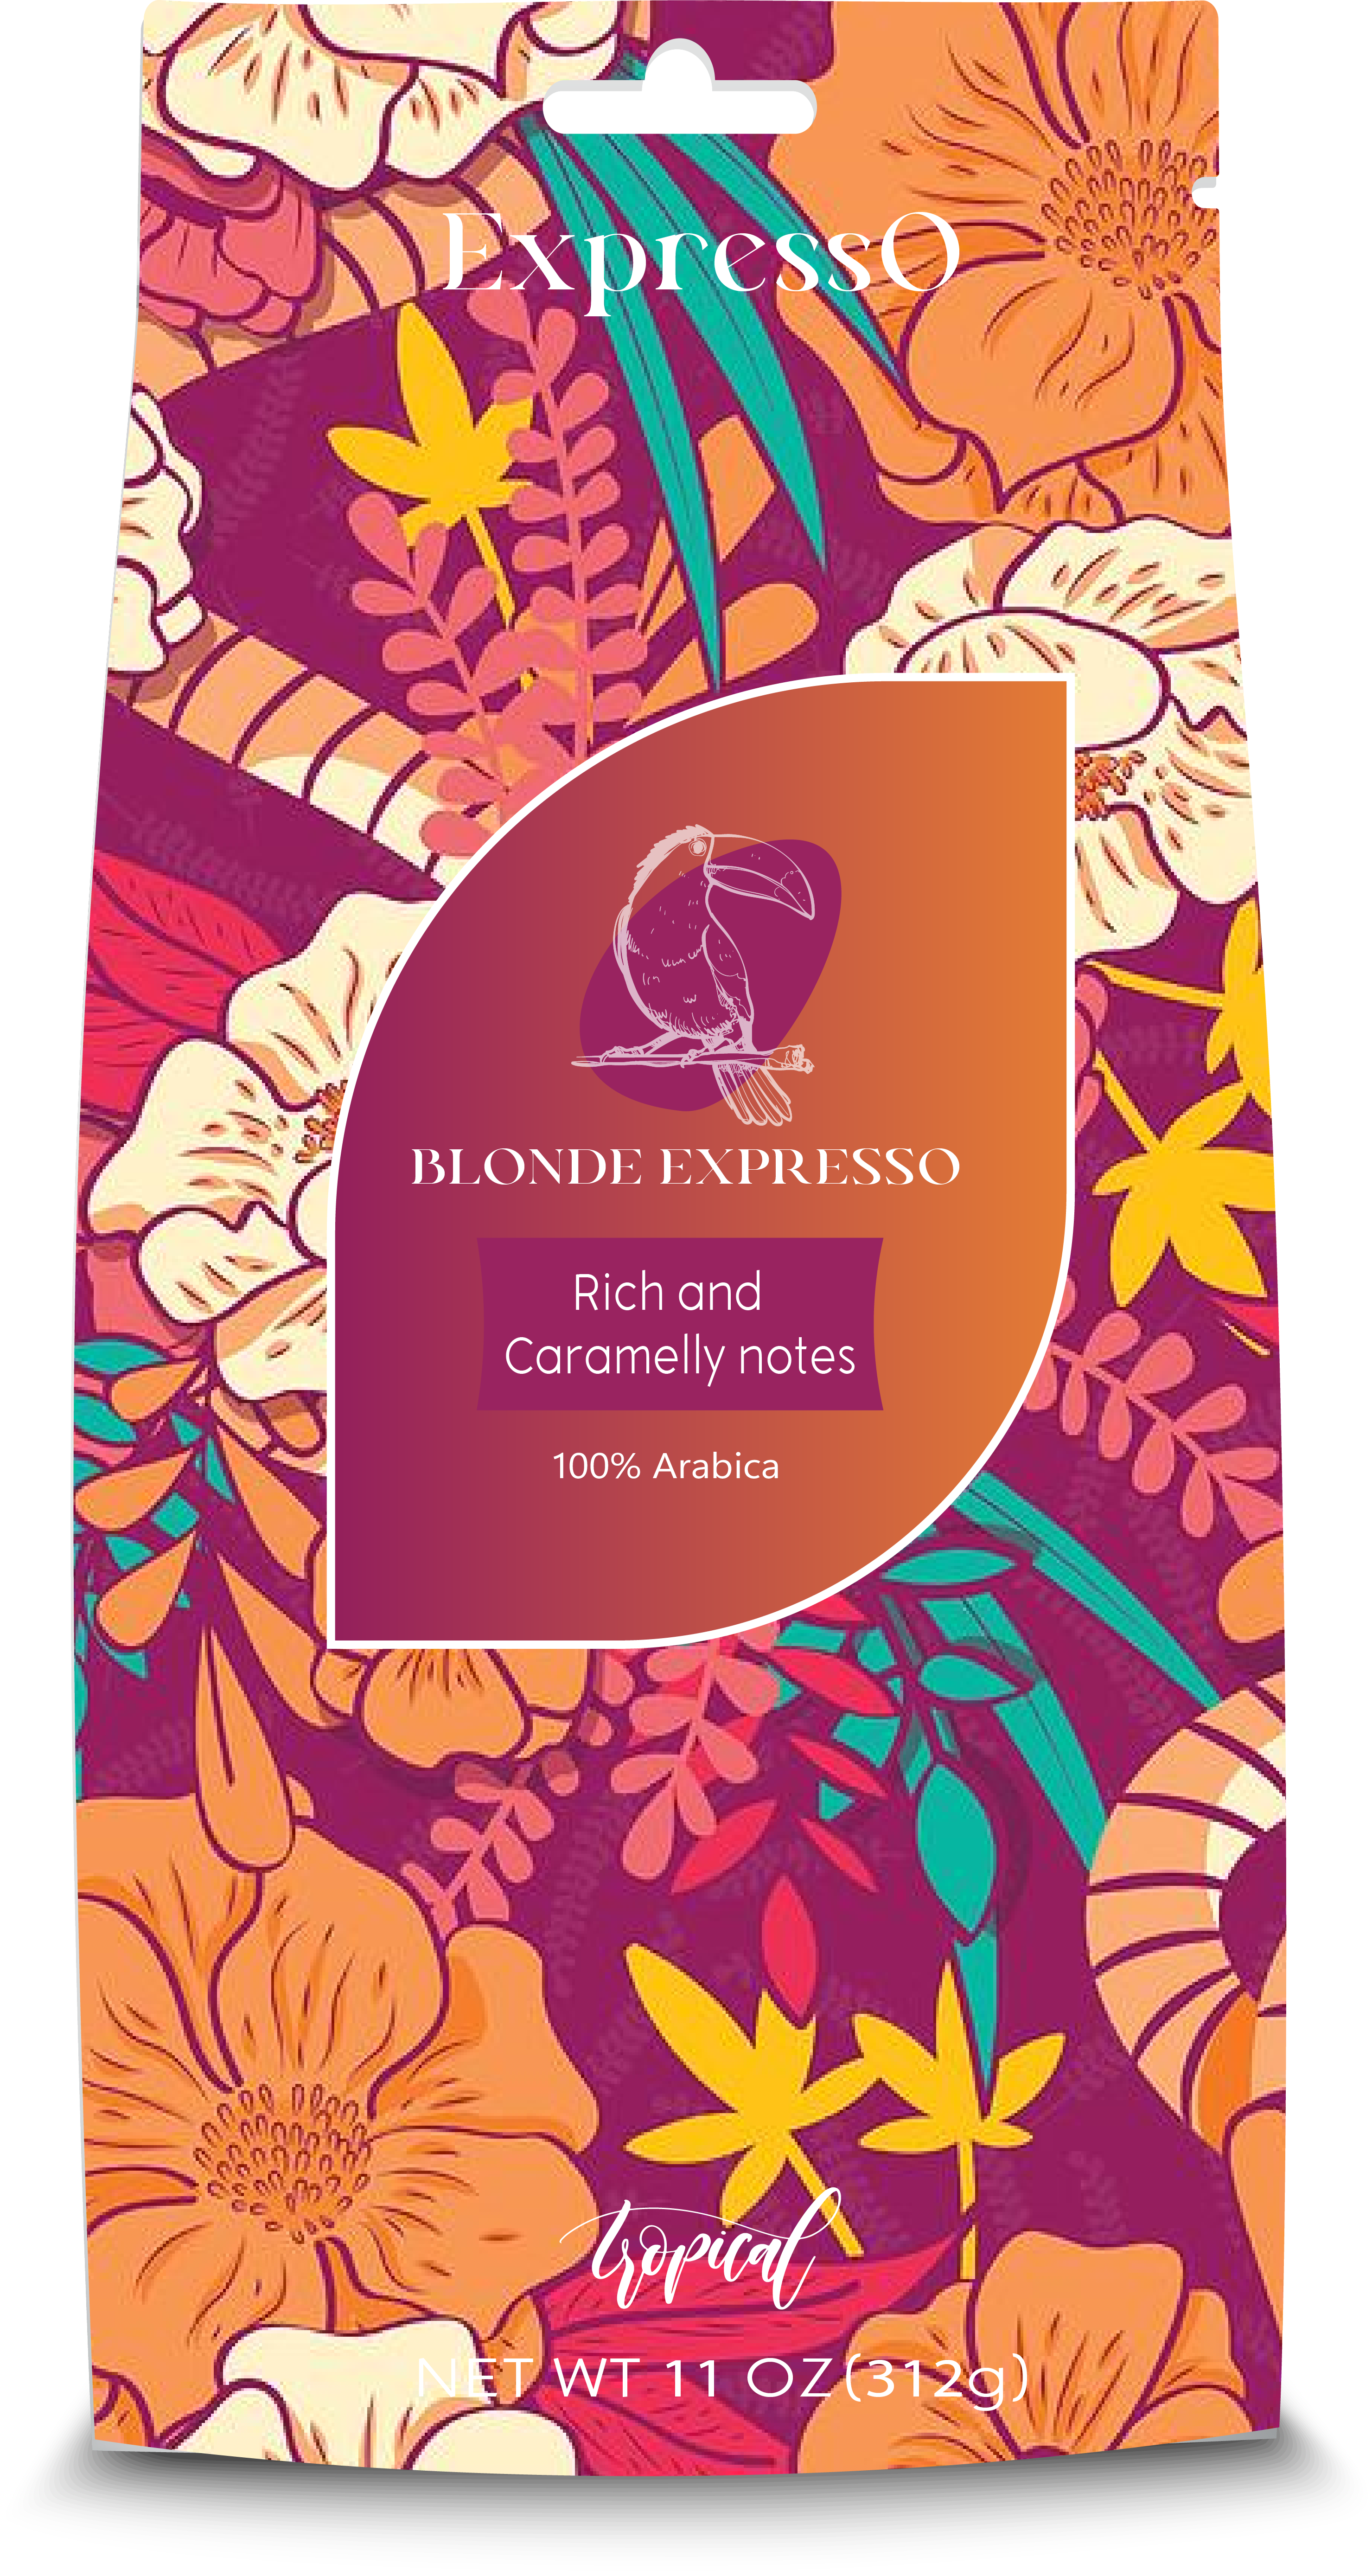 ExpressO
BLONDE EXPRESSO
Rich and
Caramelly notes
100% Arabica
tropical
NET WT 11 OZ(312g)